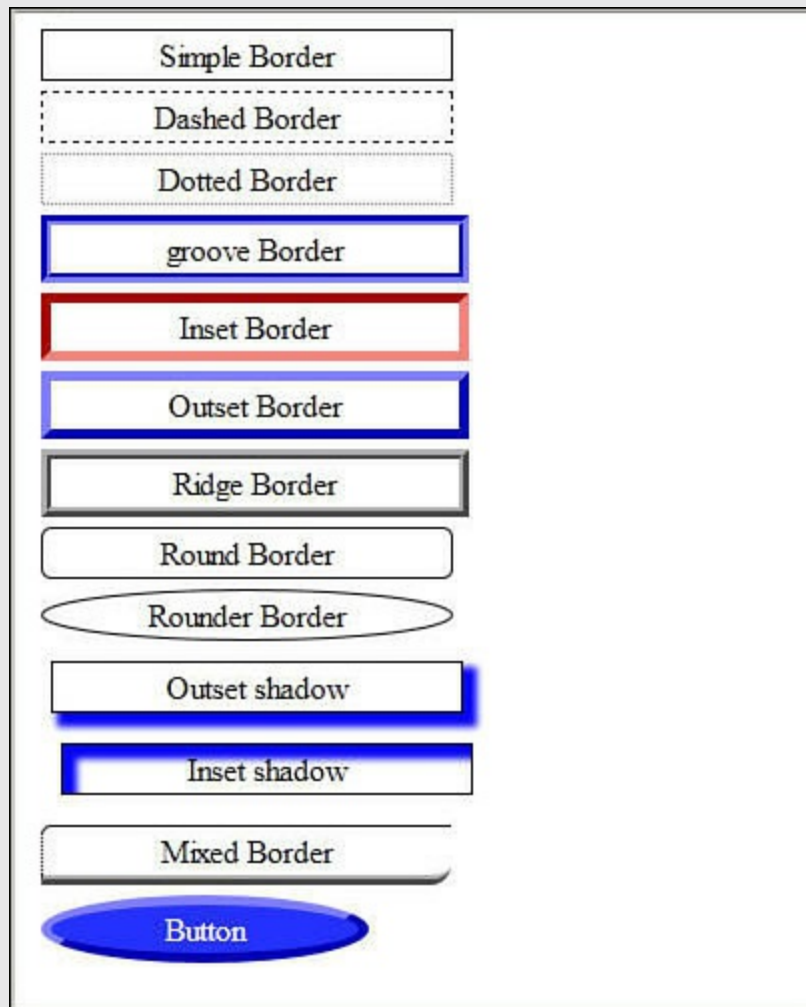 Simple Border
Dashed Border
Dotted Border
groove Border
Inset Border
Outset Border
Ridge Border
Round Border
Rounder Border
Outset shadow
Inset shadow
Mixed Border
Button